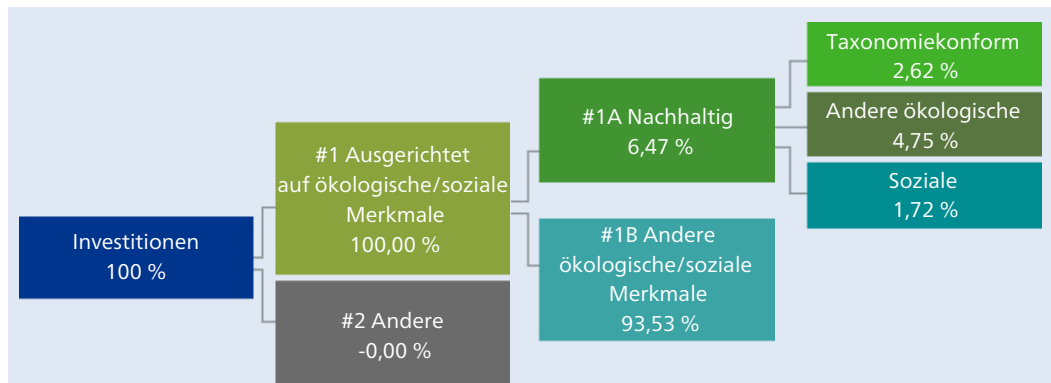 Investitionen
100 %
#1 Ausgerichtet
auf ökologische/soziale
Merkmale
100,00 %
#2 Andere
-0,00 %
#1A Nachhaltig
6,47 %
#1B Andere
ökologische/soziale
Merkmale
93,53 %
Taxonomiekonform
2,62 %
Andere ökologische
4,75 %
Soziale
1,72 %